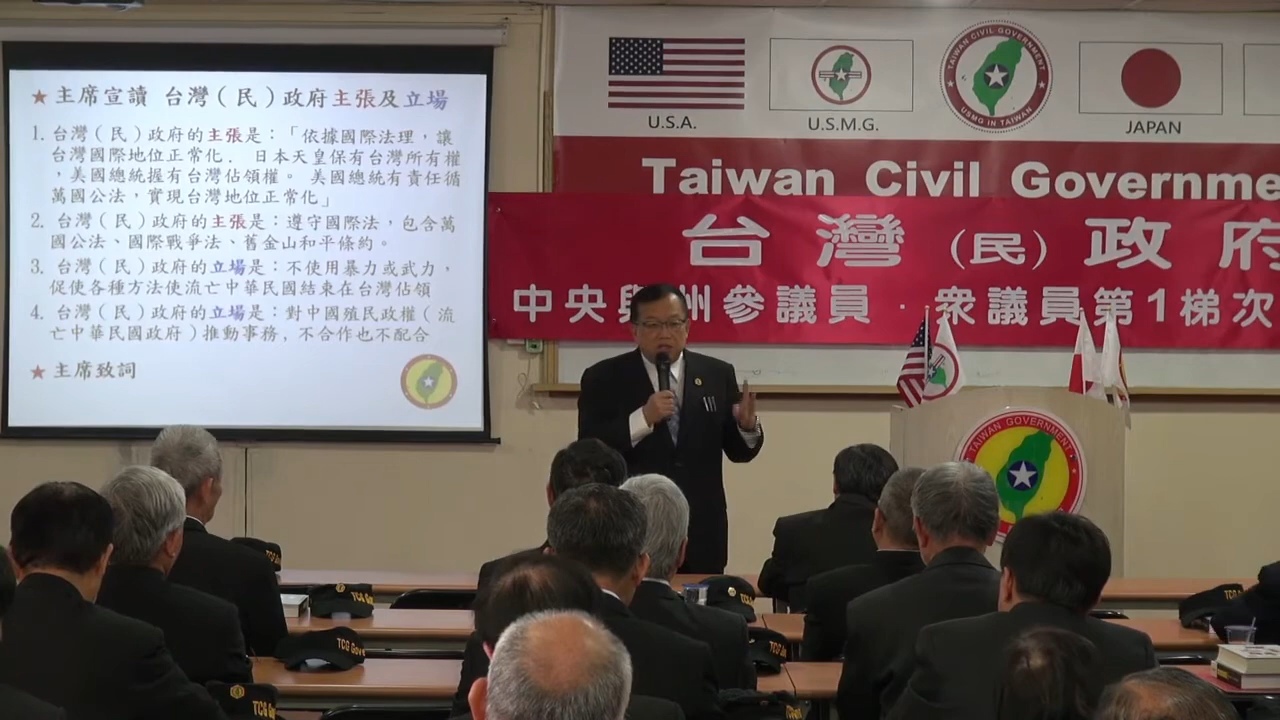 ★ 主席宣讀 台灣（民）政府主張及立場
1. 台灣（民）政府的主張是：「依據國際法理，讓
台灣國際地位正常化． 日本天皇保有台灣所有權
，美國總統握有台灣佔領權。 美國總統有責任循
萬國公法，實現台灣地位正常化」
2. 台灣（民）政府的主張是：遵守國際法，包含萬
國公法、國際戰爭法、舊金山和平條約。
3. 台灣（民）政府的立場是：不使用暴力或武力，
促使各種方法使流亡中華民國結束在台灣佔領
4. 台灣（民）政府的立場是：對中國殖民政權（流
亡中華民國政府）推動事務, 不合作也不配合
★ 主席致詞
U.S.A.
U.S.M.G.
TAIWAN CIVIL GOVERNMENT
USMG IN TAIWAN
JAPAN
Taiwan Civil Governme
台灣（民）政府
中央與州參議員．眾議員第1梯次
TAIWAN GOVERNMENT
TCG Gove
TCG